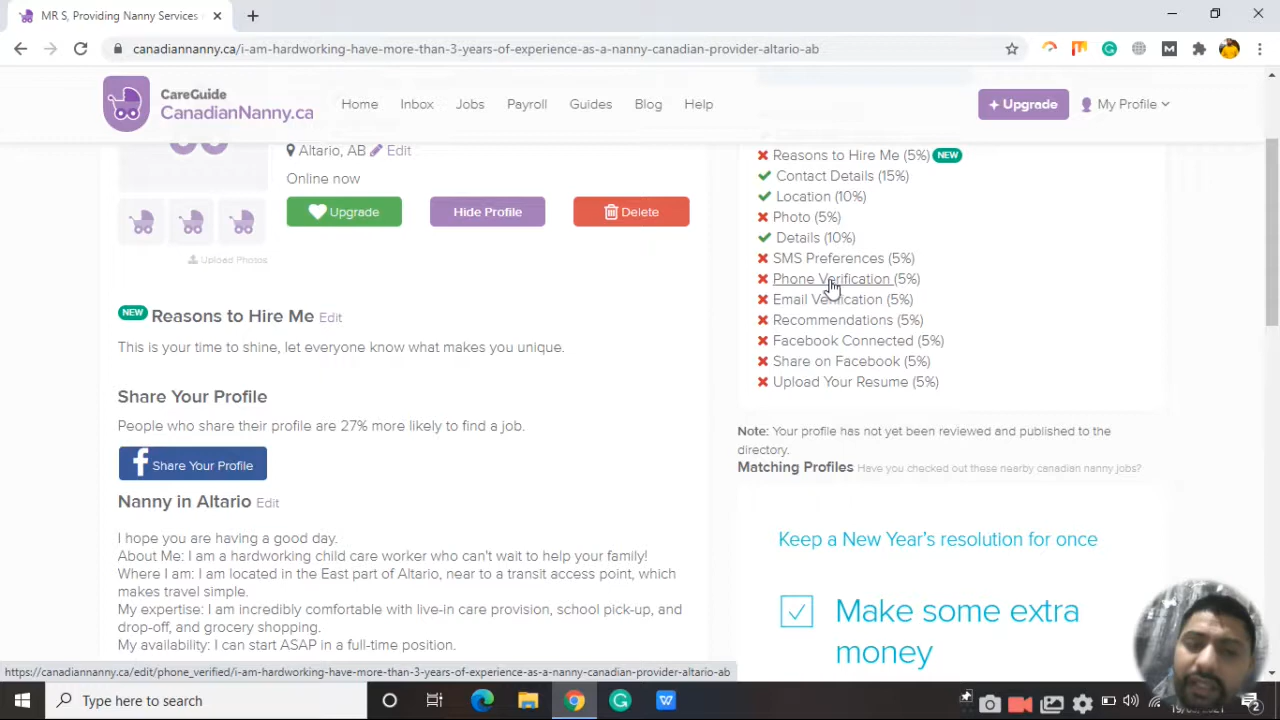 MR S, Providing Nanny Services
canadiannanny.ca/i-am-hardworking-have-more-than-3-years-of-experience-as-a-nanny-canadian-provider-altario-ab
CareGuide
CanadianNanny.ca
Home Inbox Jobs Payroll Guides Blog Help
+ Upgrade
My Profile
Altario, AB Edit
Online now
Upgrade Hide Profile Delete
Upload Photos
NEW Reasons to Hire Me Edit
This is your time to shine, let everyone know what makes you unique.
Share Your Profile
People who share their profile are 27% more likely to find a job.
f Share Your Profile
Nanny in Altario Edit
I hope you are having a good day.
About Me: I am a hardworking child care worker who can't wait to help your family!
Where I am: I am located in the East part of Altario, near to a transit access point, which
makes travel simple.
My expertise: I am incredibly comfortable with live-in care provision, school pick-up, and
drop-off, and grocery shopping.
My availability: I can start ASAP in a full-time position.
Reasons to Hire Me (5%) NEW
Contact Details (15%)
Location (10%)
Photo (5%)
Details (10%)
SMS Preferences (5%)
Phone Verification (5%)
Email Verification (5%)
Recommendations (5%)
Facebook Connected (5%)
Share on Facebook (5%)
Upload Your Resume (5%)
Note: Your profile has not yet been reviewed and published to the
directory.
Matching Profiles Have you checked out these nearby canadian nanny jobs?
Keep a New Year's resolution for once
Make some extra
money
https://canadiannanny.ca/edit/phone_verified/i-am-hardworking-have-more-than-3-years-of-experience-as-a-nanny-canadian-provider-altario-ab
Type here to search